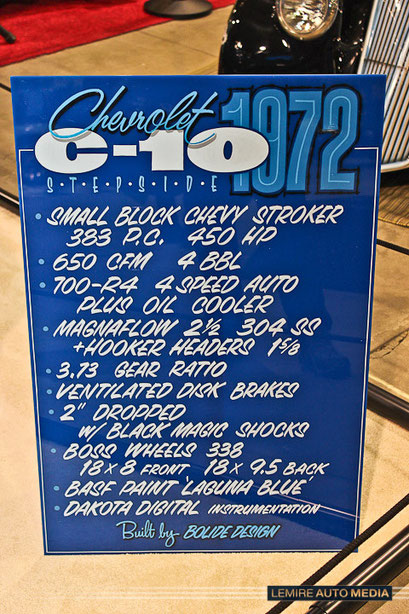 Chevrolet 1972
C-10
S·T·E·P·S·I·D·E
• SMALL BLOCK CHEVY STROKER
383 P.C. 450 HP
• 650 CFM 4 BBL
• 700-R4 4 SPEED AUTO
PLUS OIL COOLER
• MAGNAFLOW 2½ 304 SS
+HOOKER HEADERS 1⅝
• 3.73 GEAR RATIO
• VENTILATED DISK BRAKES
• 2" DROPPED
W/ BLACK MAGIC SHOCKS
• BOSS WHEELS 338
18 x 8 FRONT 18 x 9.5 BACK
• BASF PAINT 'LAGUNA BLUE'
• DAKOTA DIGITAL INSTRUMENTATION
Built by BOLIDE DESIGN
LEMIRE AUTO MEDIA